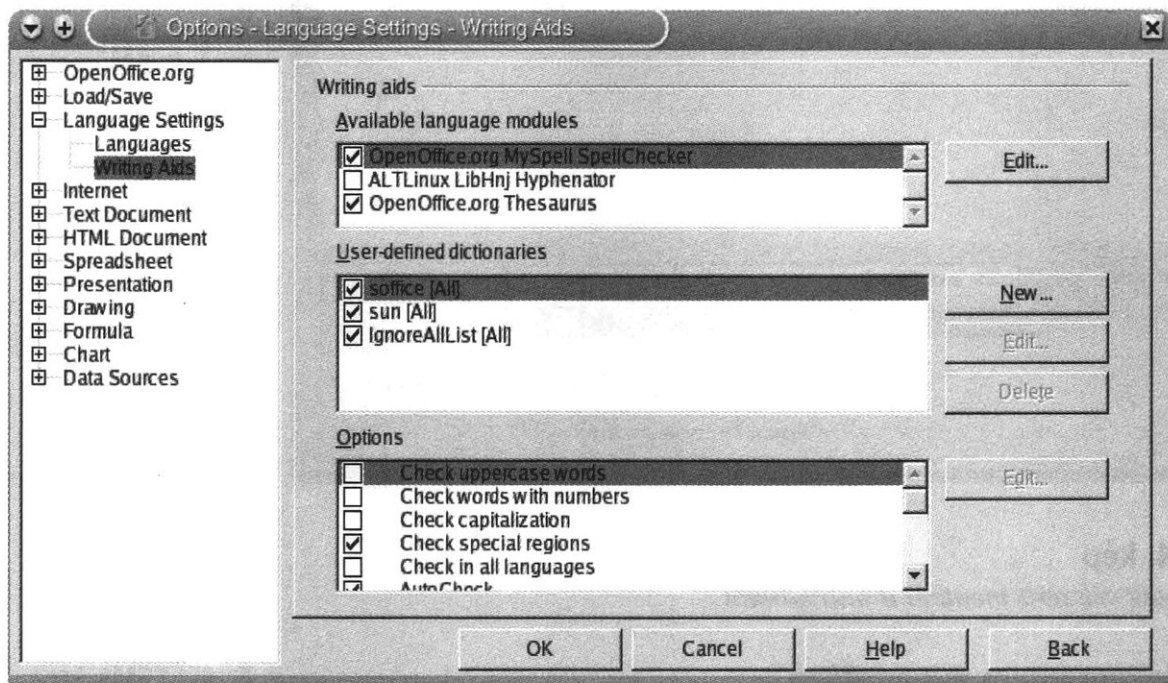 Options - Language Settings - Writing Aids
OpenOffice.org
Load/Save
Language Settings
Languages
Writing Aids
Internet
Text Document
HTML Document
Spreadsheet
Presentation
Drawing
Formula
Chart
Data Sources
Writing aids
Available language modules
OpenOffice.org MySpell SpellChecker
ALTLinux LibHnj Hyphenator
OpenOffice.org Thesaurus
Edit...
User-defined dictionaries
soffice [All]
sun [All]
IgnoreAllList [All]
New...
Edit...
Delete
Options
Check uppercase words
Check words with numbers
Check capitalization
Check special regions
Check in all languages
AutoCheck
Edit...
OK
Cancel
Help
Back